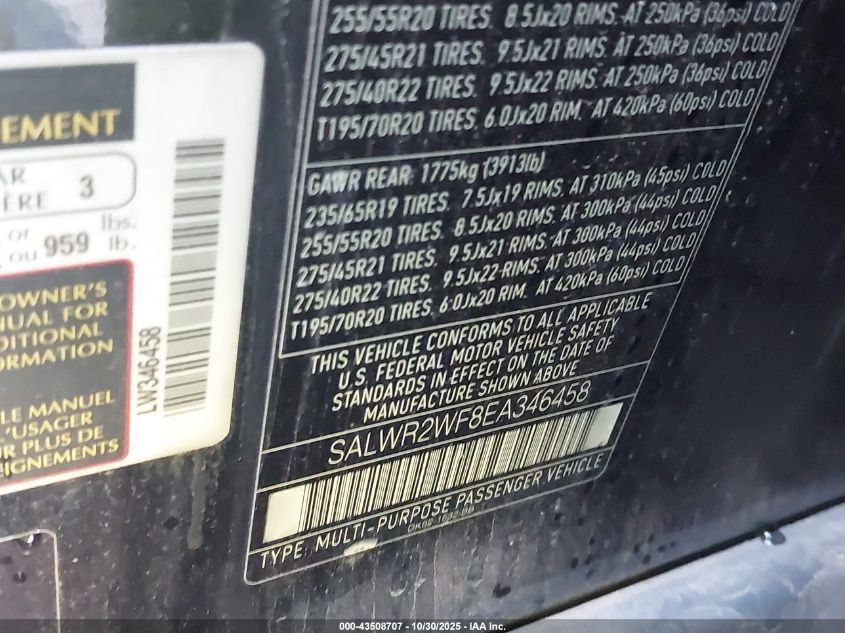 EMENT
AR
ÈRE 3
or lbs.
ou 959 lb.
OWNER'S
NUAL FOR
DITIONAL
ORMATION
LE MANUEL
L'USAGER
UR PLUS DE
EIGNEMENTS
LW346458
255/55R20 TIRES. 8.5Jx20 RIMS. AT 250kPa (36psi) COLD
275/45R21 TIRES. 9.5Jx21 RIMS. AT 250kPa (36psi) COLD
275/40R22 TIRES. 9.5Jx22 RIMS. AT 250kPa (36psi) COLD
T195/70R20 TIRES. 6.0Jx20 RIM. AT 420kPa (60psi) COLD
GAWR REAR: 1775kg (3913lb)
235/65R19 TIRES. 7.5Jx19 RIMS. AT 310kPa (45psi) COLD
255/55R20 TIRES. 8.5Jx20 RIMS. AT 300kPa (44psi) COLD
275/45R21 TIRES. 9.5Jx21 RIMS. AT 300kPa (44psi) COLD
275/40R22 TIRES. 9.5Jx22 RIMS. AT 300kPa (44psi) COLD
T195/70R20 TIRES. 6.0Jx20 RIM. AT 420kPa (60psi) COLD
THIS VEHICLE CONFORMS TO ALL APPLICABLE
U.S. FEDERAL MOTOR VEHICLE SAFETY
STANDARDS IN EFFECT ON THE DATE OF
MANUFACTURE SHOWN ABOVE
SALWR2WF8EA346458
TYPE: MULTI-PURPOSE PASSENGER VEHICLE
000-43508707 - 10/30/2025 - IAA Inc.